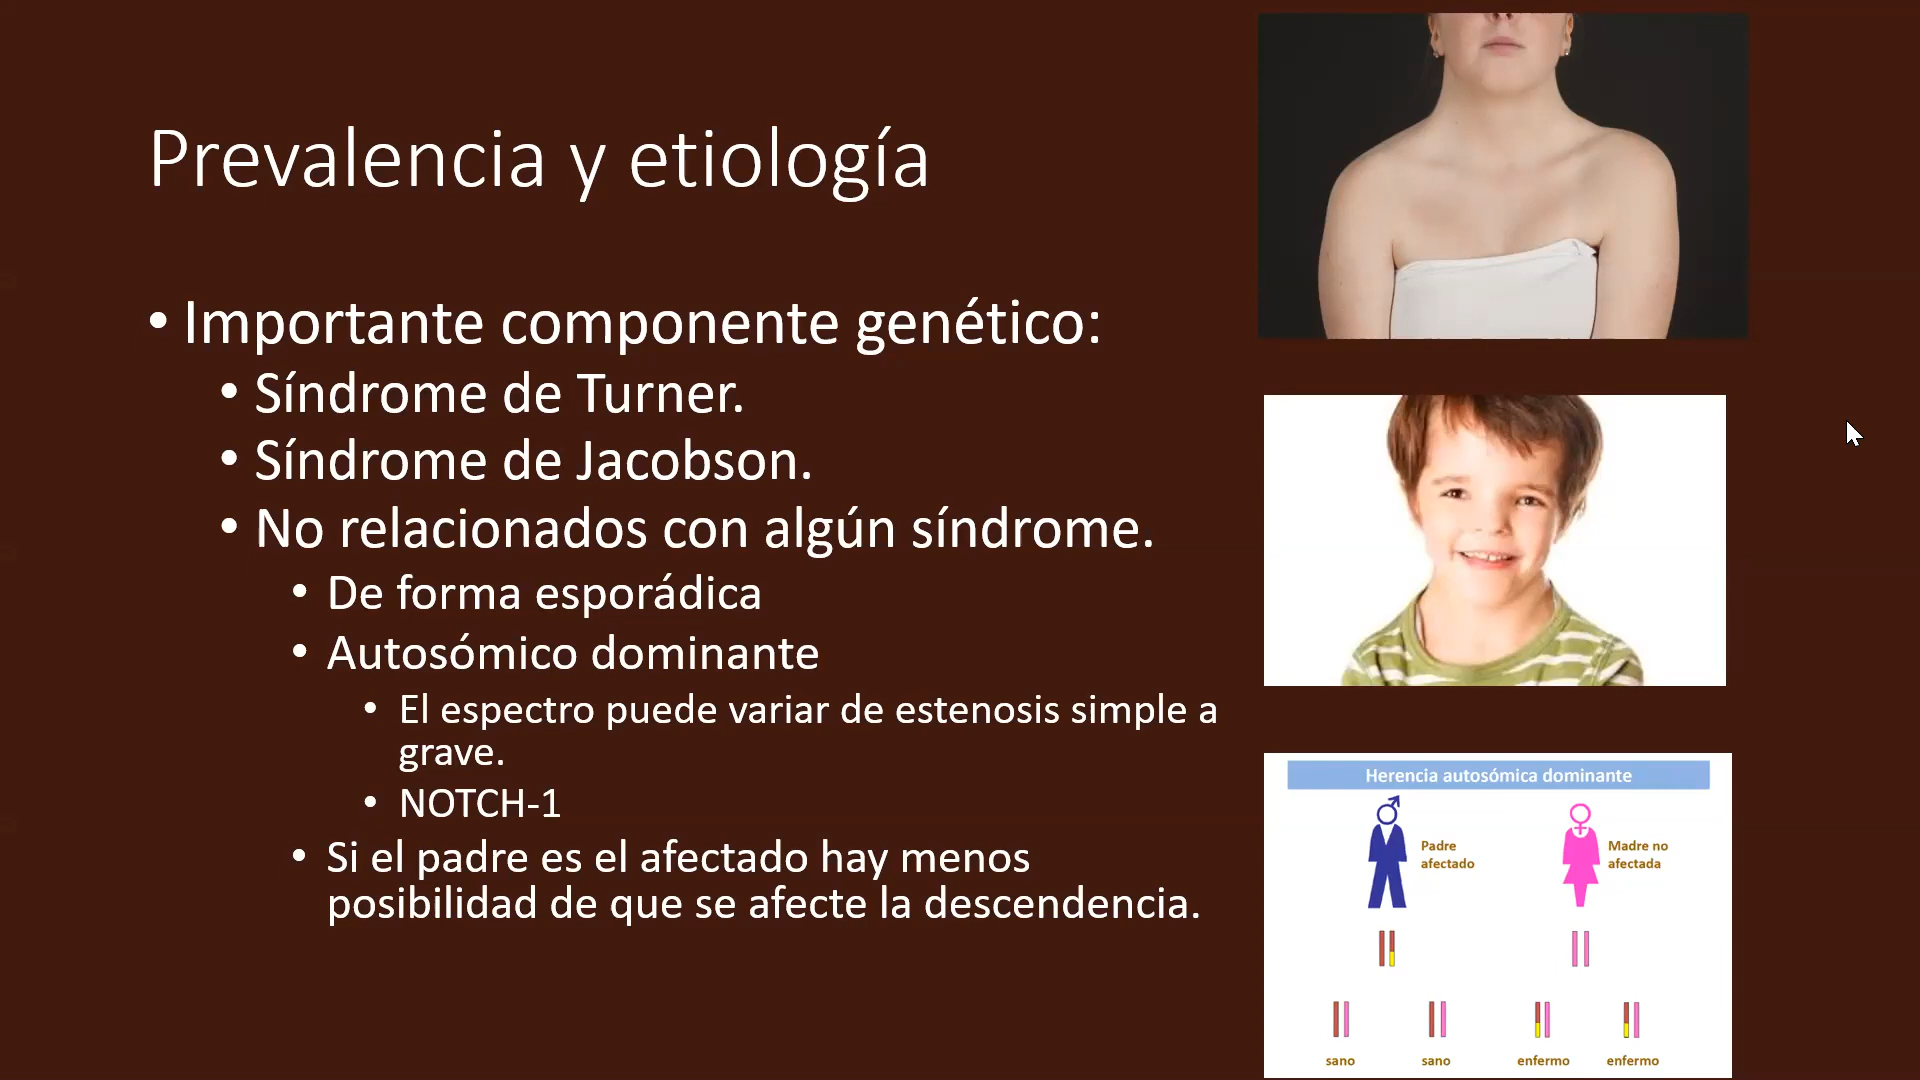 Prevalencia y etiología
• Importante componente genético:
• Síndrome de Turner.
• Síndrome de Jacobson.
• No relacionados con algún síndrome.
• De forma esporádica
• Autosómico dominante
• El espectro puede variar de estenosis simple a
grave.
• NOTCH-1
• Si el padre es el afectado hay menos
posibilidad de que se afecte la descendencia.
Herencia autosómica dominante
Padre
afectado
Madre no
afectada
sano sano enfermo enfermo